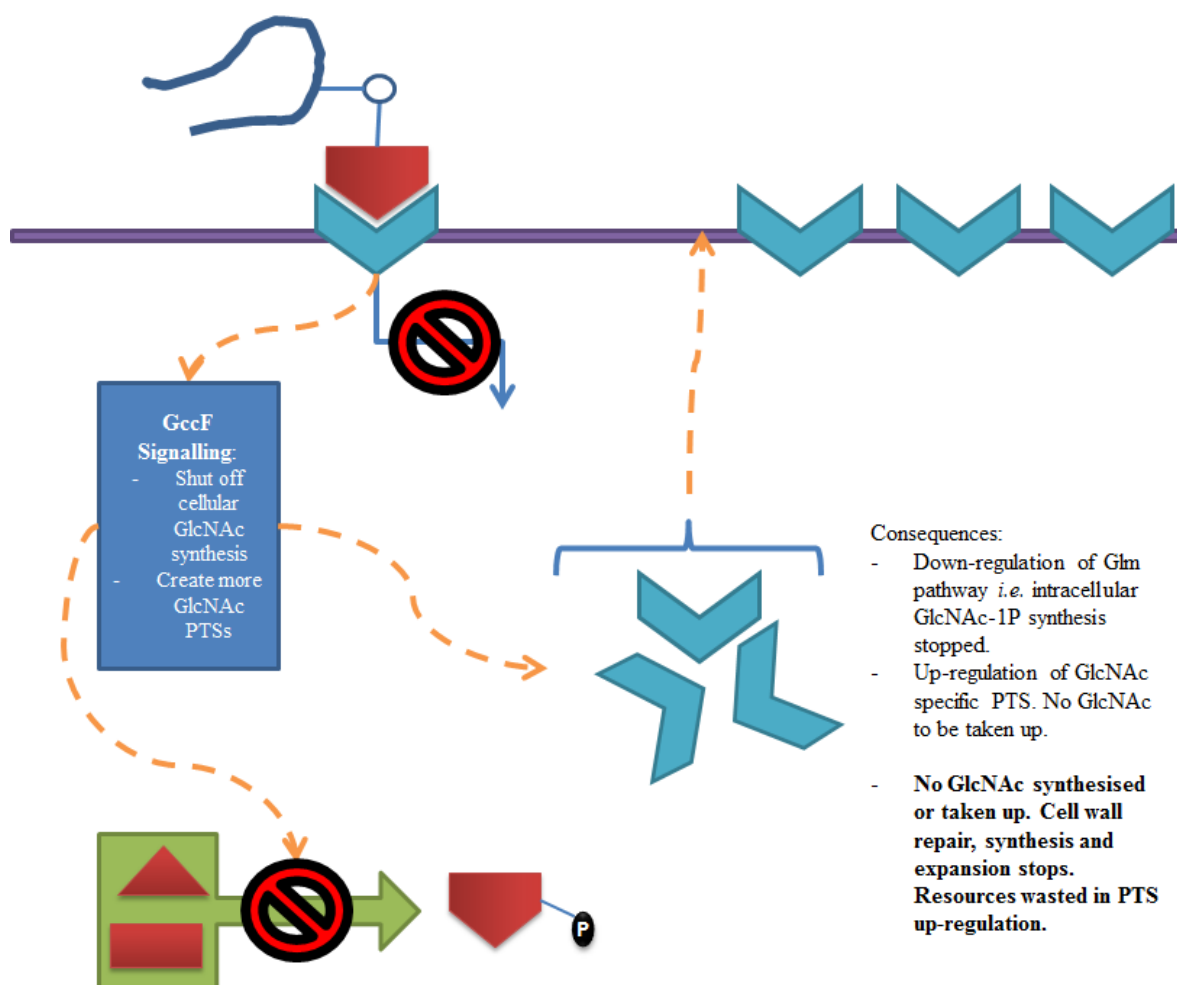 GccF
Signalling:
- Shut off
cellular
GlcNAc
synthesis
- Create more
GlcNAc
PTSs
Consequences:
- Down-regulation of Glm
pathway i.e. intracellular
GlcNAc-1P synthesis
stopped.
- Up-regulation of GlcNAc
specific PTS. No GlcNAc
to be taken up.
- No GlcNAc synthesised
or taken up. Cell wall
repair, synthesis and
expansion stops.
Resources wasted in PTS
up-regulation.
P